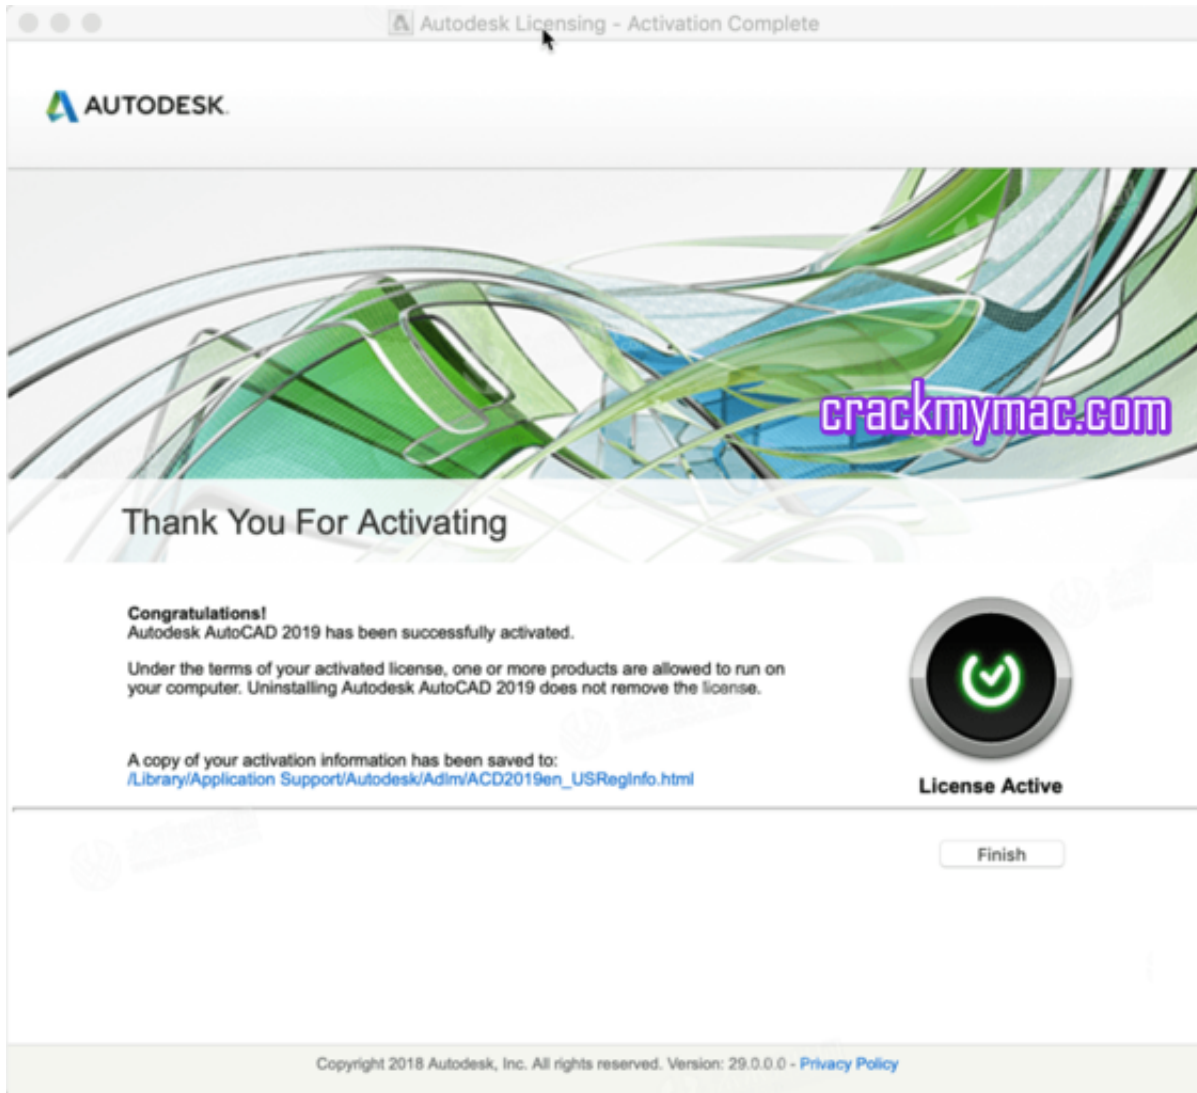 Autodesk Licensing - Activation Complete
AUTODESK.
crackmymac.com
Thank You For Activating
Congratulations!
Autodesk AutoCAD 2019 has been successfully activated.
Under the terms of your activated license, one or more products are allowed to run on
your computer. Uninstalling Autodesk AutoCAD 2019 does not remove the license.
A copy of your activation information has been saved to:
/Library/Application Support/Autodesk/Adlm/ACD2019en_USRegInfo.html
License Active
Finish
Copyright 2018 Autodesk, Inc. All rights reserved. Version: 29.0.0.0 - Privacy Policy